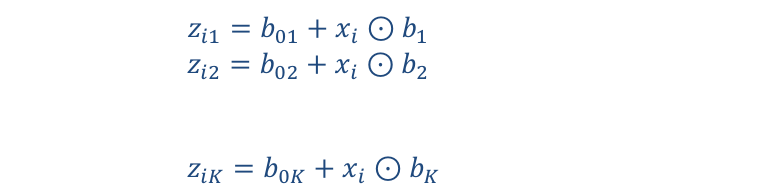 z_{i1} = b_{01} + x_i ⊙ b_1
z_{i2} = b_{02} + x_i ⊙ b_2
z_{iK} = b_{0K} + x_i ⊙ b_K